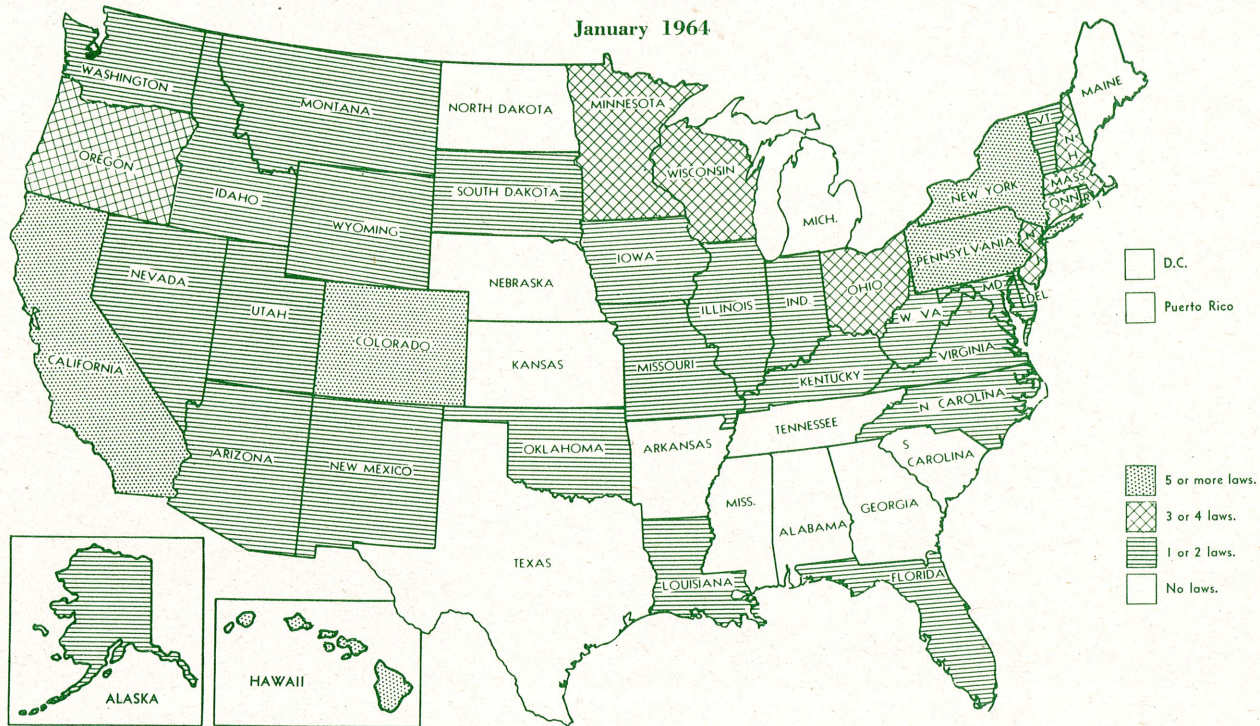 January 1964
WASHINGTON
MONTANA
NORTH DAKOTA
MINNESOTA
MAINE
OREGON
IDAHO
SOUTH DAKOTA
WISCONSIN
MICH.
VT.
N.
H.
MASS.
CONN.
R.
I
NEW YORK
WYOMING
NEVADA
UTAH
NEBRASKA
IOWA
ILLINOIS
IND.
OHIO
PENNSYLVANIA
N.
J.
MD.
DEL
D.C.
Puerto Rico
CALIFORNIA
COLORADO
KANSAS
MISSOURI
KENTUCKY
W VA.
VIRGINIA
N CAROLINA
ARIZONA
NEW MEXICO
OKLAHOMA
ARKANSAS
TENNESSEE
S
CAROLINA
MISS.
ALABAMA
GEORGIA
TEXAS
LOUISIANA
FLORIDA
5 or more laws.
3 or 4 laws.
1 or 2 laws.
No laws.
ALASKA
HAWAII